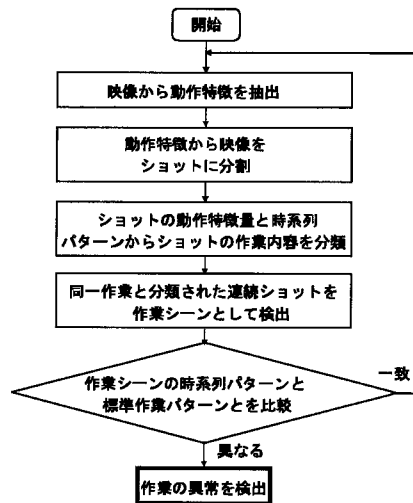 開始
映像から動作特徴を抽出
動作特徴から映像を
ショットに分割
ショットの動作特徴量と時系列
パターンからショットの作業内容を分類
同一作業と分類された連続ショットを
作業シーンとして検出
作業シーンの時系列パターンと
標準作業パターンとを比較
一致
異なる
作業の異常を検出